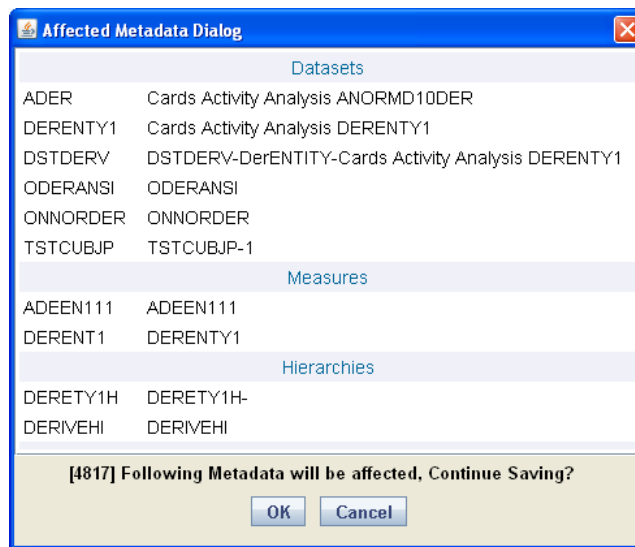 Affected Metadata Dialog
Datasets
ADER Cards Activity Analysis ANORMD10DER
DERENTY1 Cards Activity Analysis DERENTY1
DSTDERV DSTDERV-DerENTITY-Cards Activity Analysis DERENTY1
ODERANSI ODERANSI
ONNORDER ONNORDER
TSTCUBJP TSTCUBJP-1
Measures
ADEEN111 ADEEN111
DERENT1 DERENTY1
Hierarchies
DERETY1H DERETY1H-
DERIVEHI DERIVEHI
[4817] Following Metadata will be affected, Continue Saving?
OK Cancel